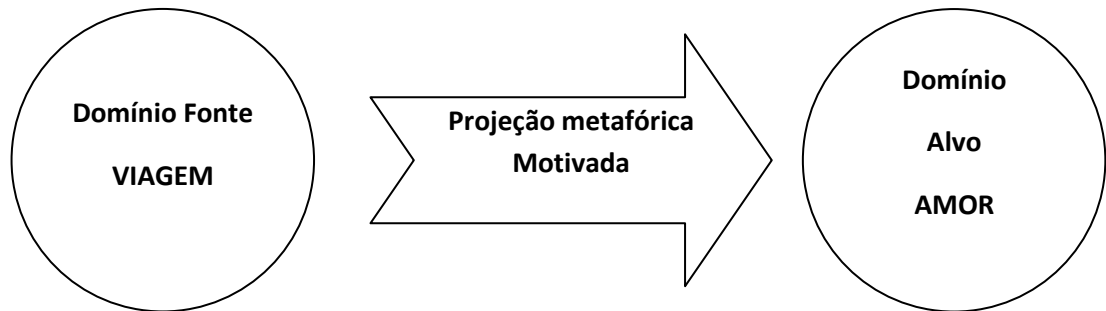 Domínio Fonte
VIAGEM
Projeção metafórica
Motivada
Domínio
Alvo
AMOR